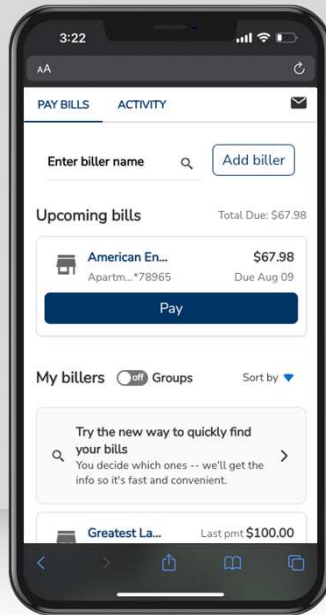 3:22
AA
PAY BILLS ACTIVITY
Enter biller name Add biller
Upcoming bills Total Due: $67.98
American En... $67.98
Apartm...*78965 Due Aug 09
Pay
My billers off Groups Sort by
Try the new way to quickly find
your bills
You decide which ones -- we'll get the
info so it's fast and convenient.
Greatest La... Last pmt $100.00